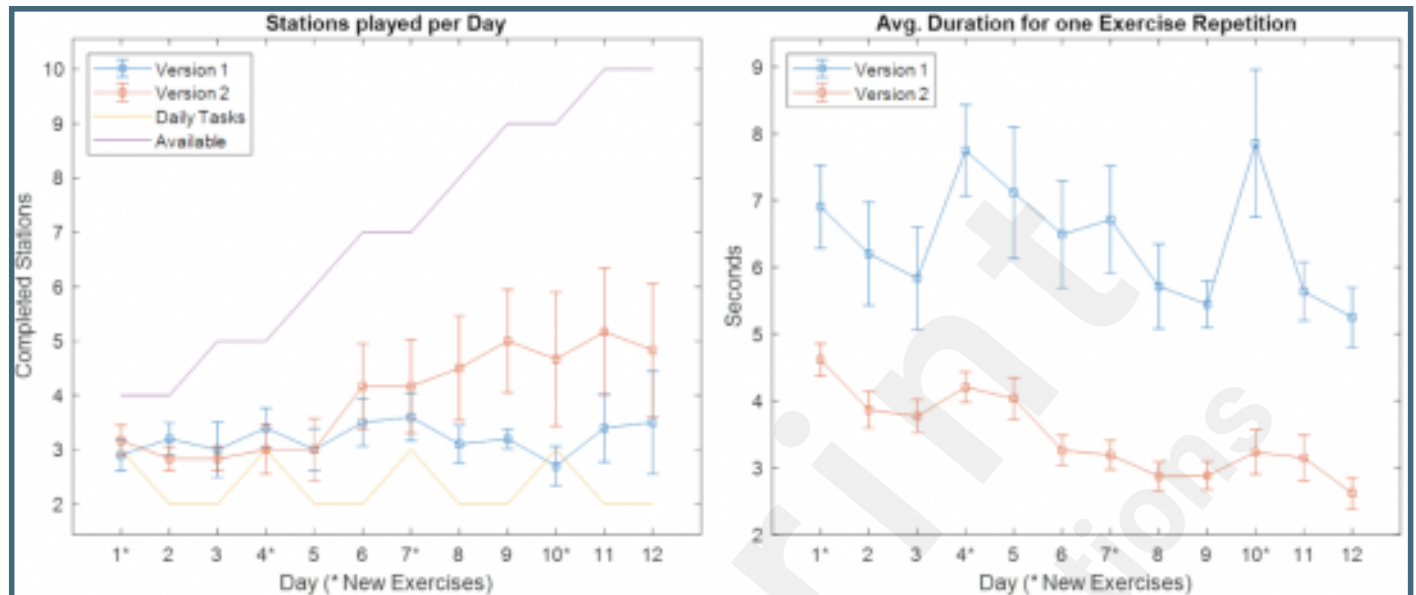 Stations played per Day
Version 1
Version 2
Daily Tasks
Available
10
9
8
7
6
5
4
3
2
Completed Stations
1* 2 3 4* 5 6 7* 8 9 10* 11 12
Day (* New Exercises)
Avg. Duration for one Exercise Repetition
Version 1
Version 2
9
8
7
6
5
4
3
2
Seconds
1* 2 3 4* 5 6 7* 8 9 10* 11 12
Day (* New Exercises)
rint
tions